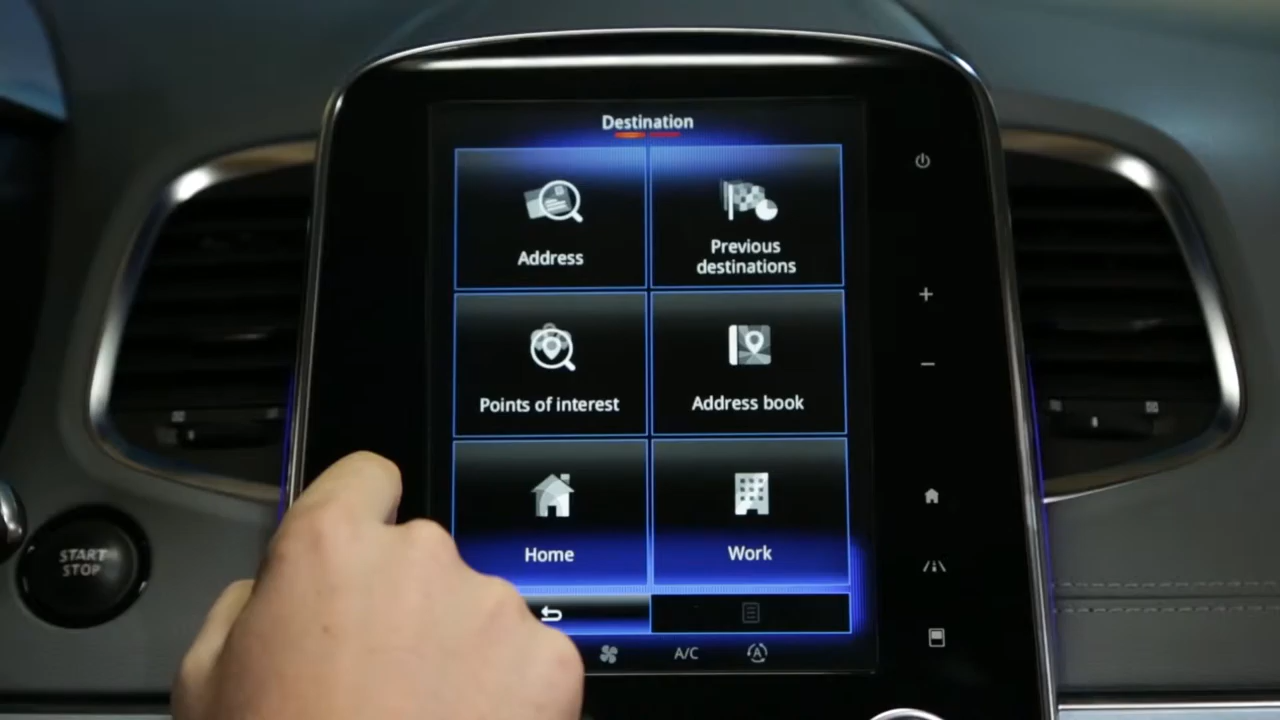 Destination
Address
Previous
destinations
Points of interest
Address book
Home
Work
A/C
START
STOP